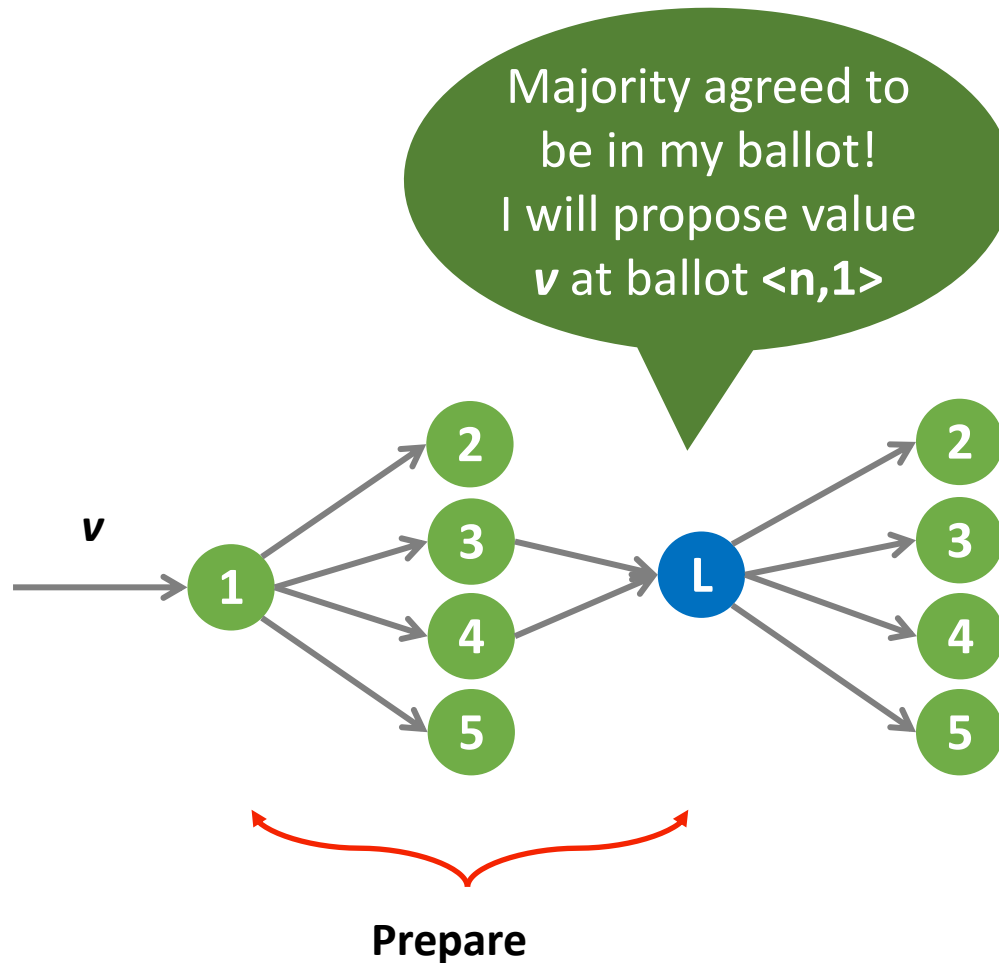 Majority agreed to
be in my ballot!
I will propose value
v at ballot <n,1>
v
1
2
3
4
5
L
2
3
4
5
Prepare